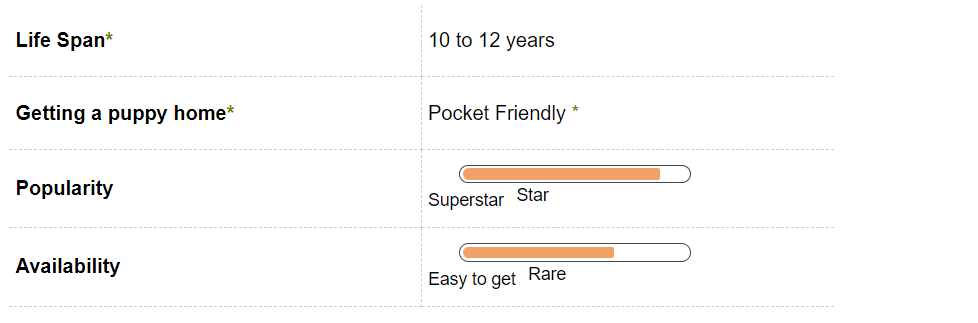 Life Span* 10 to 12 years
Getting a puppy home* Pocket Friendly *
Popularity
Superstar Star
Availability
Easy to get Rare